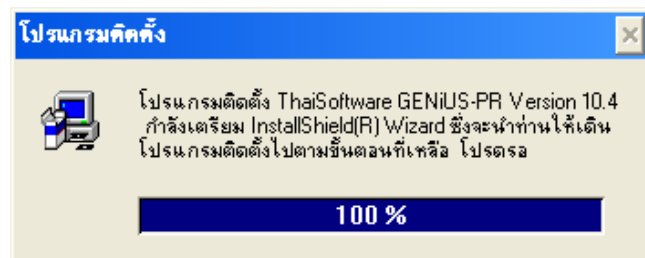 โปรแกรมติดตั้ง
โปรแกรมติดตั้ง ThaiSoftware GENiUS-PR Version 10.4
กำลังเตรียม InstallShield(R) Wizard ซึ่งจะนำท่านให้เดิน
โปรแกรมติดตั้งไปตามขั้นตอนที่เหลือ โปรดรอ
100 %